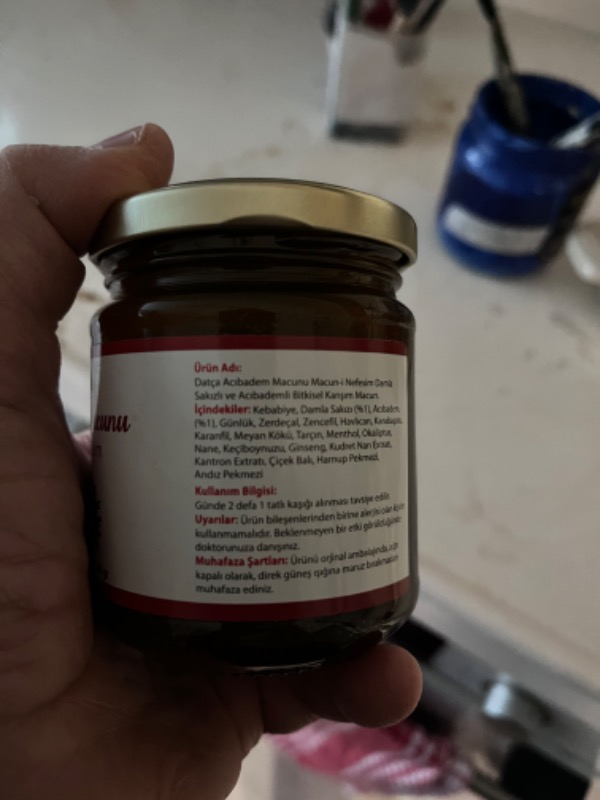 Ürün Adı:
Datça Acıbadem Macunu Macun-i Nefesim Damla
Sakızlı ve Acıbademli Bitkisel Karışım Macun.
İçindekiler: Kebabiye, Damla Sakızı (%1), Acıbadem,
(%1), Günlük, Zerdeçal, Zencefil, Havlıcan, Karabaş
Karanfil, Meyan Kökü, Tarçın, Menthol, Okaliptus,
Nane, Keçiboynuzu, Ginseng, Kudret Narı Extratı,
Kantron Extratı, Çiçek Balı, Harnup Pekmezi,
Andız Pekmezi
Kullanım Bilgisi:
Günde 2 defa 1 tatlı kaşığı alınması tavsiye edilir.
Uyarılar: Ürün bileşenlerinden birine alerjisi olan
kullanmamalıdır. Beklenmeyen bir etki görüldüğünde
doktorunuza danışınız.
Muhafaza Şartları: Ürünü orjinal ambalajında, ağzı
kapalı olarak, direk güneş ışığına maruz bırakmadan
muhafaza ediniz.